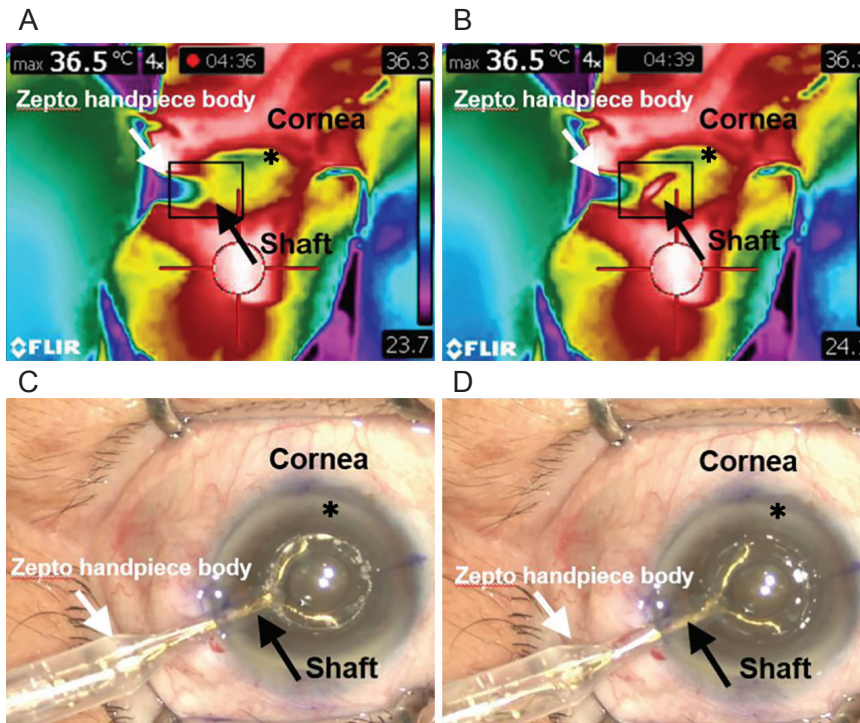 A
B
max 36.5 °C 4x 04:36 36.3
Zepto handpiece body
Cornea
*
Shaft
FLIR 23.7
max 36.5 °C 4x 04:39 36.
Zepto handpiece body
Cornea
*
Shaft
FLIR 24.
C
D
Cornea
*
Zepto handpiece body
Shaft
Cornea
*
Zepto handpiece body
Shaft